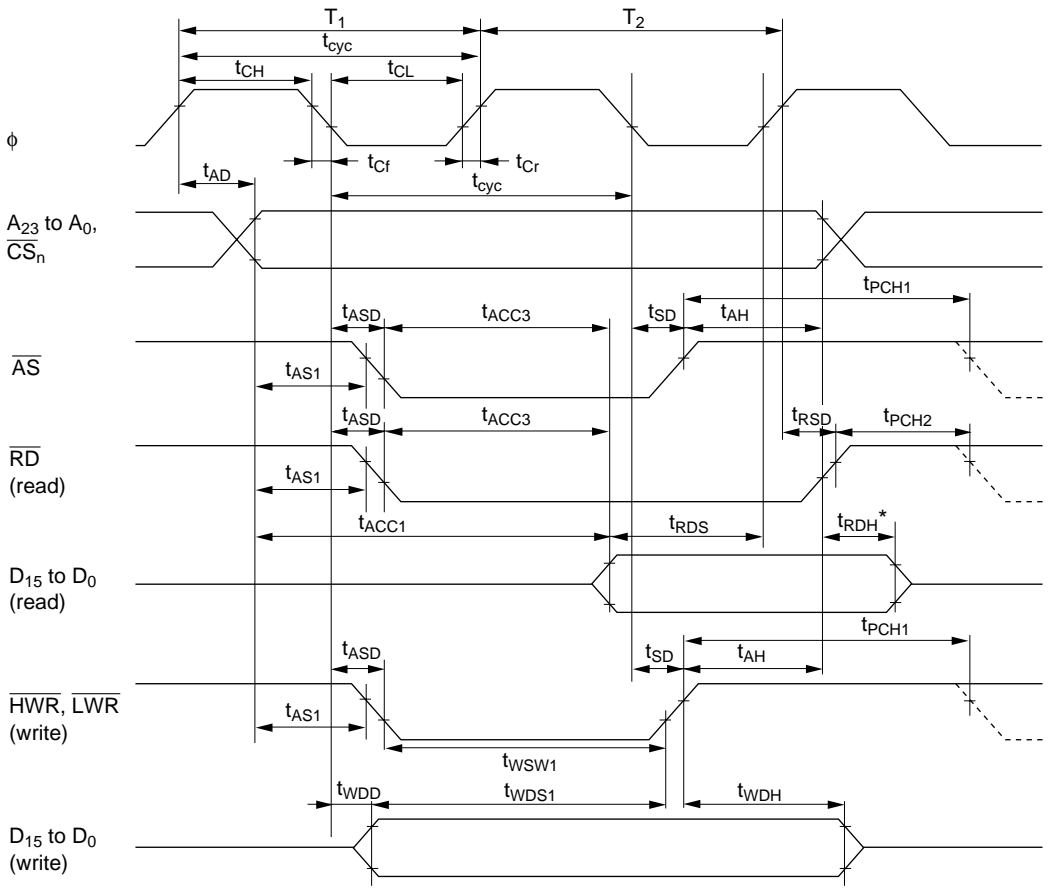 T₁ T₂
tcyc
tCH tCL
φ
tCf tCr
tAD
tcyc
A₂₃ to A₀,
CSn
tPCH1
tASD tACC3 tSD tAH
AS
tAS1
tASD tACC3 tRSD tPCH2
RD
(read)
tAS1
tACC1 tRDS tRDH*
D₁₅ to D₀
(read)
tPCH1
tASD tSD tAH
HWR, LWR
(write)
tAS1
tWSW1
tWDD tWDS1 tWDH
D₁₅ to D₀
(write)